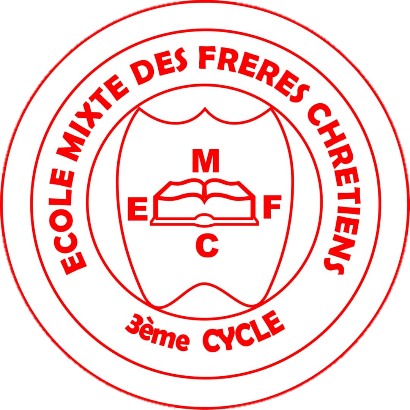 ECOLE MIXTE DES FRERES CHRETIENS
M
E F
C
3ème CYCLE